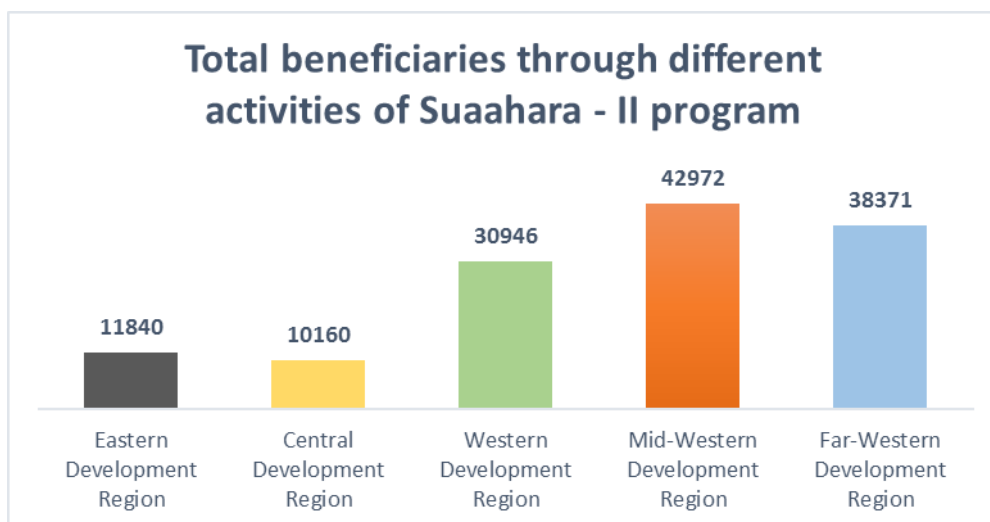 Total beneficiaries through different
activities of Suaahara - II program
11840
10160
30946
42972
38371
Eastern
Development
Region
Central
Development
Region
Western
Development
Region
Mid-Western
Development
Region
Far-Western
Development
Region